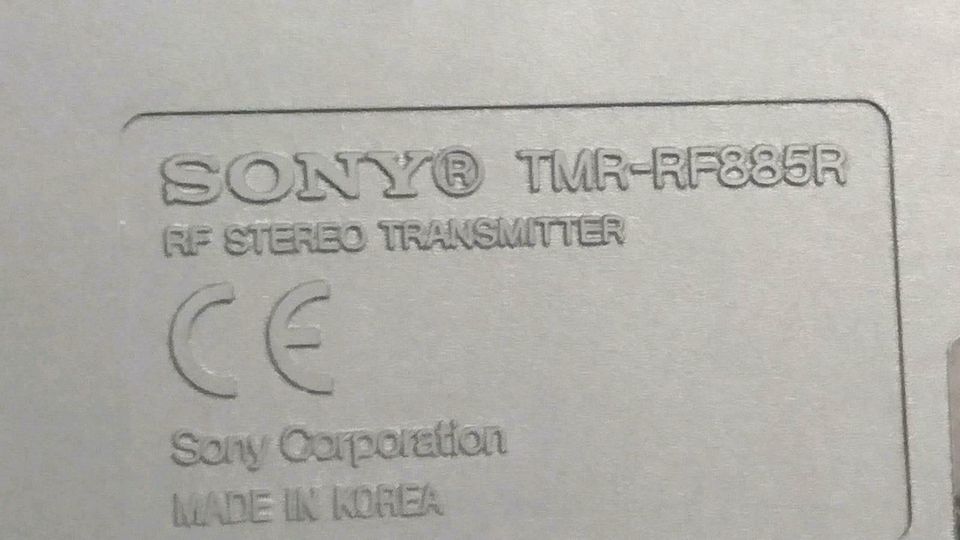 SONY® TMR-RF885R
RF STEREO TRANSMITTER
CE
Sony Corporation
MADE IN KOREA